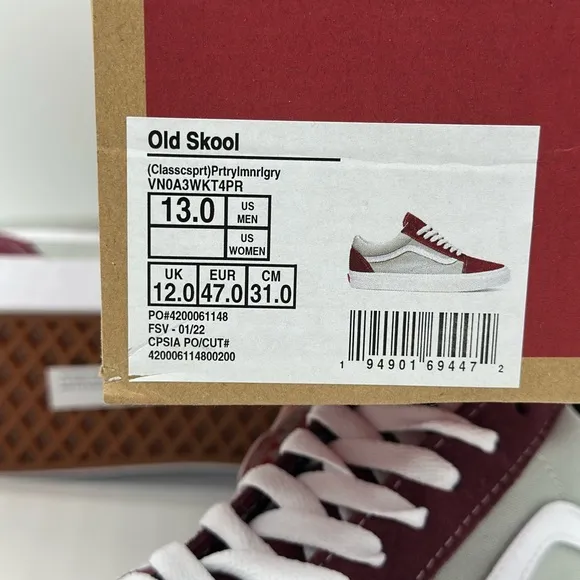 Old Skool
(Classcsprt)Prtrylmnrlgry
VN0A3WKT4PR
13.0 US MEN
US WOMEN
UK EUR CM
12.0 47.0 31.0
PO#4200061148
FSV - 01/22
CPSIA PO/CUT#
420006114800200
1 94901 69447 2